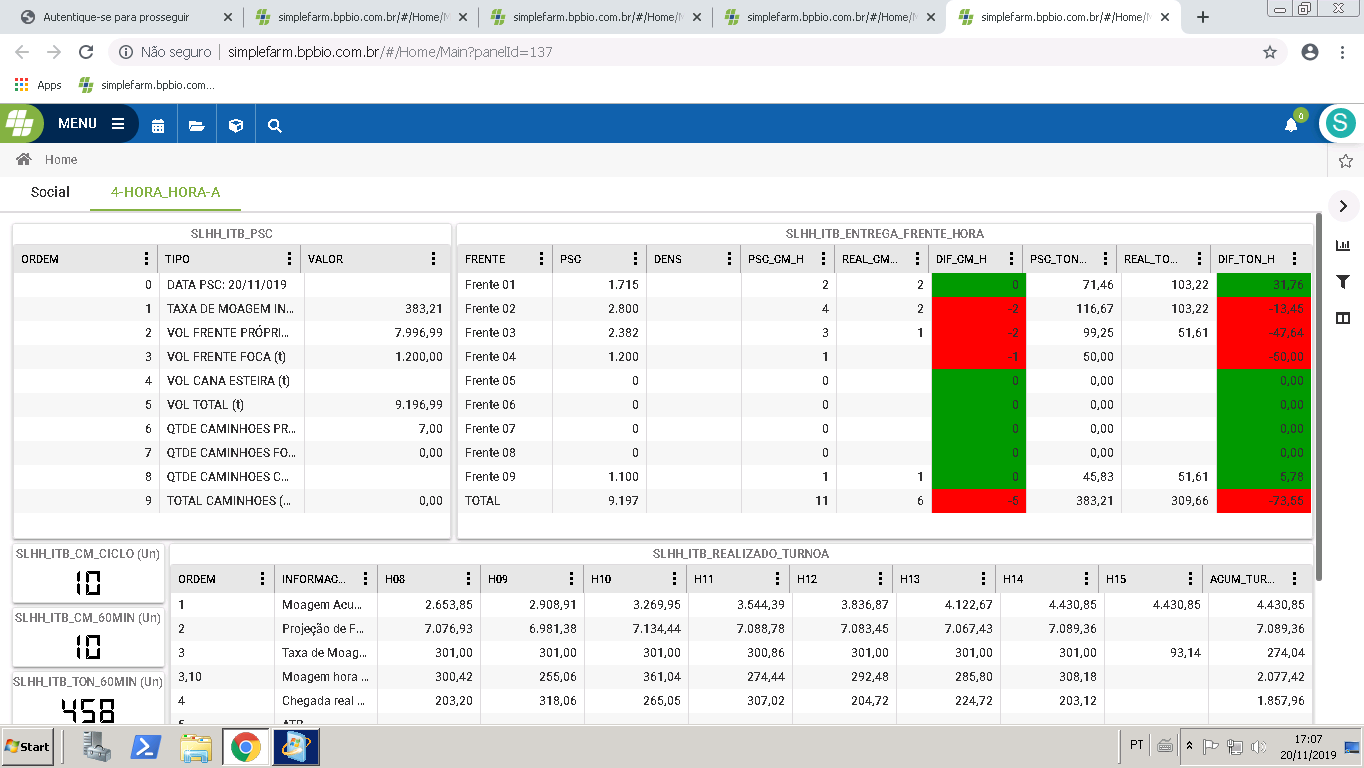 Autentique-se para prosseguir
simplefarm.bpbio.com.br/#/Home/M
simplefarm.bpbio.com.br/#/Home/M
simplefarm.bpbio.com.br/#/Home/M
simplefarm.bpbio.com.br/#/Home/M
Não seguro simplefarm.bpbio.com.br/#/Home/Main?panelId=137
Apps simplefarm.bpbio.com...
MENU 0 S
Home
Social 4-HORA_HORA-A
SLHH_ITB_PSC
ORDEM TIPO VALOR
0 DATA PSC: 20/11/019
1 TAXA DE MOAGEM IN... 383,21
2 VOL FRENTE PRÓPRI... 7.996,99
3 VOL FRENTE FOCA (t) 1.200,00
4 VOL CANA ESTEIRA (t)
5 VOL TOTAL (t) 9.196,99
6 QTDE CAMINHOES PR... 7,00
7 QTDE CAMINHOES FO... 0,00
8 QTDE CAMINHOES C...
9 TOTAL CAMINHOES (... 0,00
SLHH_ITB_ENTREGA_FRENTE_HORA
FRENTE PSC DENS PSC_CM_H REAL_CM... DIF_CM_H PSC_TON... REAL_TO... DIF_TON_H
Frente 01 1.715 2 2 0 71,46 103,22 31,76
Frente 02 2.800 4 2 -2 116,67 103,22 -13,45
Frente 03 2.382 3 1 -2 99,25 51,61 -47,64
Frente 04 1.200 1 -1 50,00 -50,00
Frente 05 0 0 0 0,00 0,00
Frente 06 0 0 0 0,00 0,00
Frente 07 0 0 0 0,00 0,00
Frente 08 0 0 0 0,00 0,00
Frente 09 1.100 1 1 0 45,83 51,61 5,78
TOTAL 9.197 11 6 -5 383,21 309,66 -73,55
SLHH_ITB_CM_CICLO (Un)
10
SLHH_ITB_CM_60MIN (Un)
10
SLHH_ITB_TON_60MIN (Un)
458
SLHH_ITB_REALIZADO_TURNOA
ORDEM INFORMAC... H08 H09 H10 H11 H12 H13 H14 H15 ACUM_TUR...
1 Moagem Acu... 2.653,85 2.908,91 3.269,95 3.544,39 3.836,87 4.122,67 4.430,85 4.430,85 4.430,85
2 Projeção de F... 7.076,93 6.981,38 7.134,44 7.088,78 7.083,45 7.067,43 7.089,36 7.089,36
3 Taxa de Moag... 301,00 301,00 301,00 300,86 301,00 301,00 301,00 93,14 274,04
3,10 Moagem hora ... 300,42 255,06 361,04 274,44 292,48 285,80 308,18 2.077,42
4 Chegada real ... 203,20 318,06 265,05 307,02 204,72 224,72 203,12 1.857,96
Start PT 17:07
20/11/2019